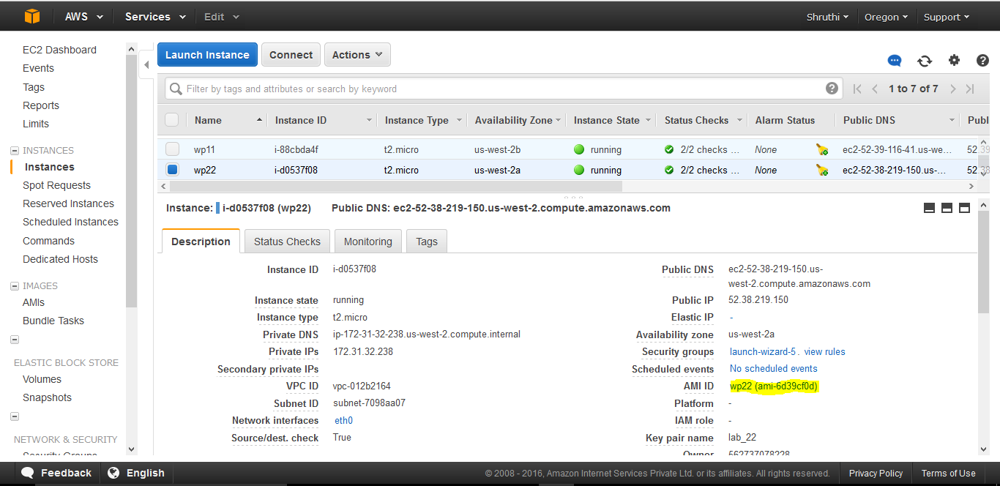 AWS Services Edit Shruthi Oregon Support
EC2 Dashboard
Events
Tags
Reports
Limits
INSTANCES
Instances
Spot Requests
Reserved Instances
Scheduled Instances
Commands
Dedicated Hosts
IMAGES
AMIs
Bundle Tasks
ELASTIC BLOCK STORE
Volumes
Snapshots
NETWORK & SECURITY
Security Groups
Launch Instance Connect Actions
Filter by tags and attributes or search by keyword 1 to 7 of 7
Name Instance ID Instance Type Availability Zone Instance State Status Checks Alarm Status Public DNS Publ
wp11 i-88cbda4f t2.micro us-west-2b running 2/2 checks ... None ec2-52-39-116-41.us-we... 52.39
wp22 i-d0537f08 t2.micro us-west-2a running 2/2 checks ... None ec2-52-38-219-150.us-... 52.38
Instance: i-d0537f08 (wp22) Public DNS: ec2-52-38-219-150.us-west-2.compute.amazonaws.com
Description Status Checks Monitoring Tags
Instance ID i-d0537f08 Public DNS ec2-52-38-219-150.us-
west-2.compute.amazonaws.com
Instance state running Public IP 52.38.219.150
Instance type t2.micro Elastic IP -
Private DNS ip-172-31-32-238.us-west-2.compute.internal Availability zone us-west-2a
Private IPs 172.31.32.238 Security groups launch-wizard-5 . view rules
Secondary private IPs Scheduled events No scheduled events
VPC ID vpc-012b2164 AMI ID wp22 (ami-6d39cf0d)
Subnet ID subnet-7098aa07 Platform -
Network interfaces eth0 IAM role -
Source/dest. check True Key pair name lab_22
Owner 562737078228
Feedback English © 2008 - 2016, Amazon Internet Services Private Ltd. or its affiliates. All rights reserved. Privacy Policy Terms of Use